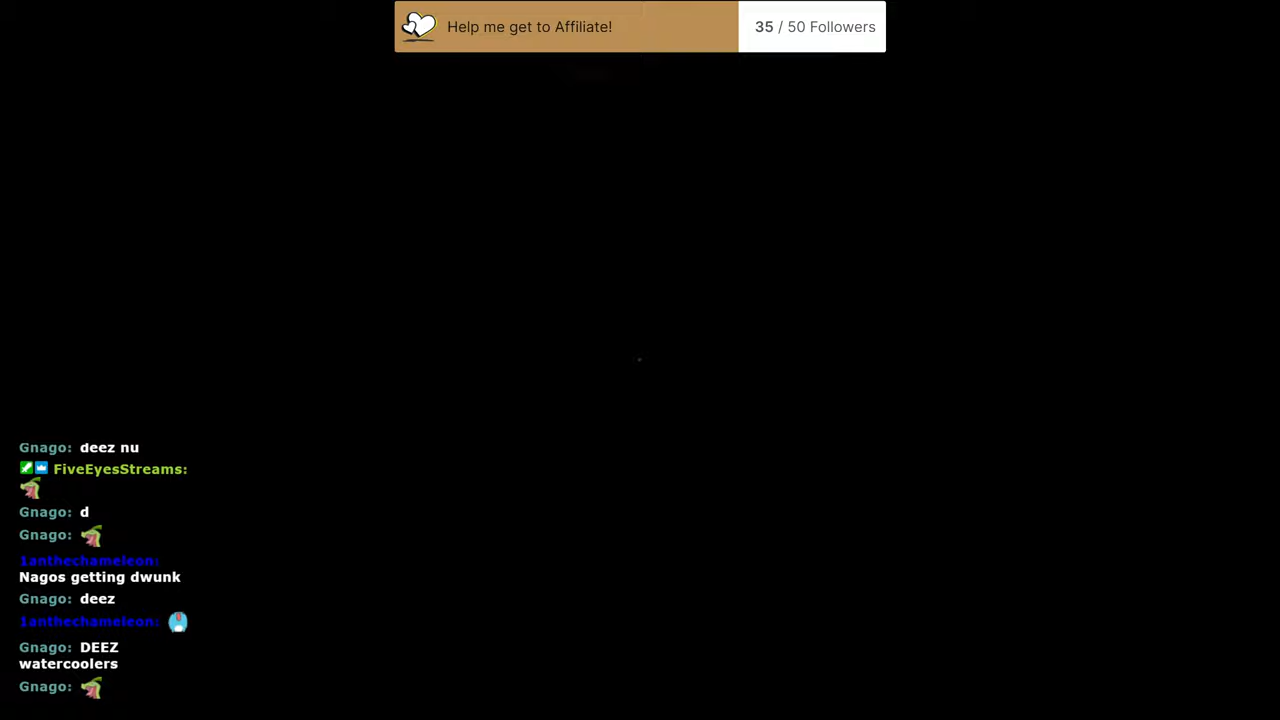 Help me get to Affiliate!
35 / 50 Followers
Gnago: deez nu
FiveEyesStreams:
Gnago: d
Gnago:
1anthechameleon:
Nagos getting dwunk
Gnago: deez
1anthechameleon:
Gnago: DEEZ
watercoolers
Gnago: